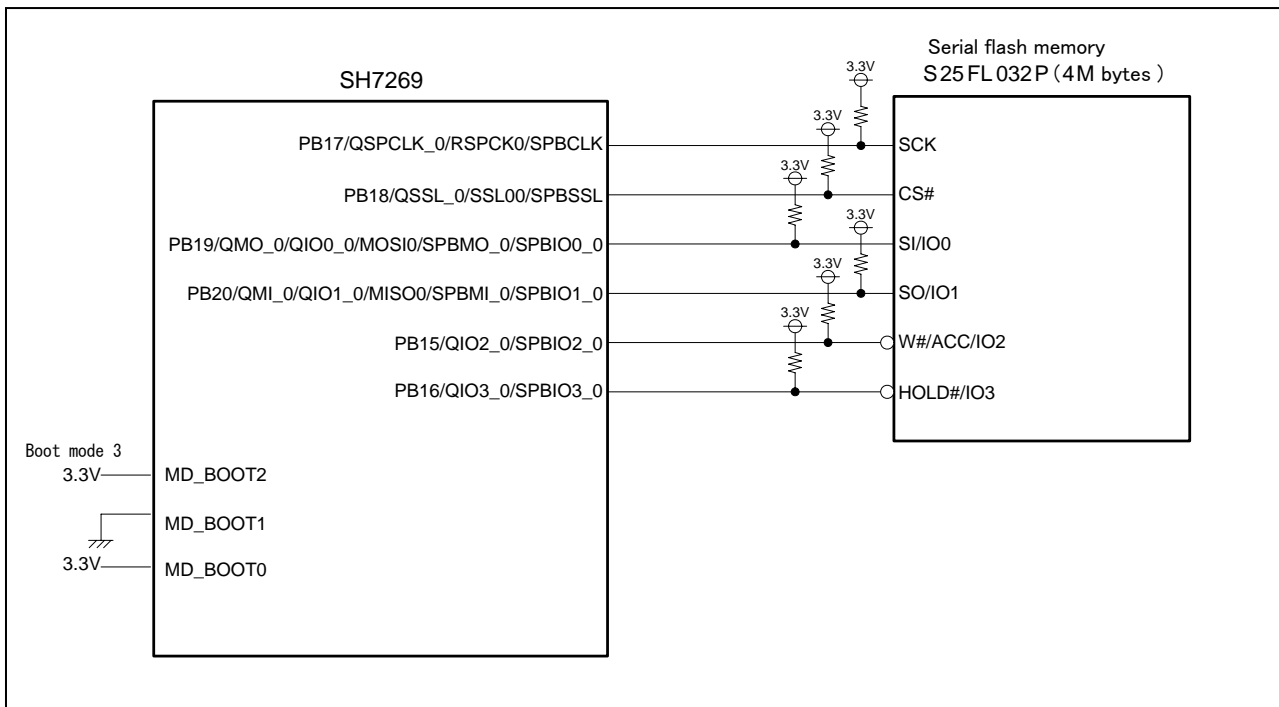 Serial flash memory
S25FL032P (4M bytes )
SH7269
3.3V
3.3V
3.3V
3.3V
3.3V
3.3V
PB17/QSPCLK_0/RSPCK0/SPBCLK
SCK
PB18/QSSL_0/SSL00/SPBSSL
CS#
PB19/QMO_0/QIO0_0/MOSI0/SPBMO_0/SPBIO0_0
SI/IO0
PB20/QMI_0/QIO1_0/MISO0/SPBMI_0/SPBIO1_0
SO/IO1
PB15/QIO2_0/SPBIO2_0
W#/ACC/IO2
PB16/QIO3_0/SPBIO3_0
HOLD#/IO3
Boot mode 3
3.3V
MD_BOOT2
MD_BOOT1
3.3V
MD_BOOT0